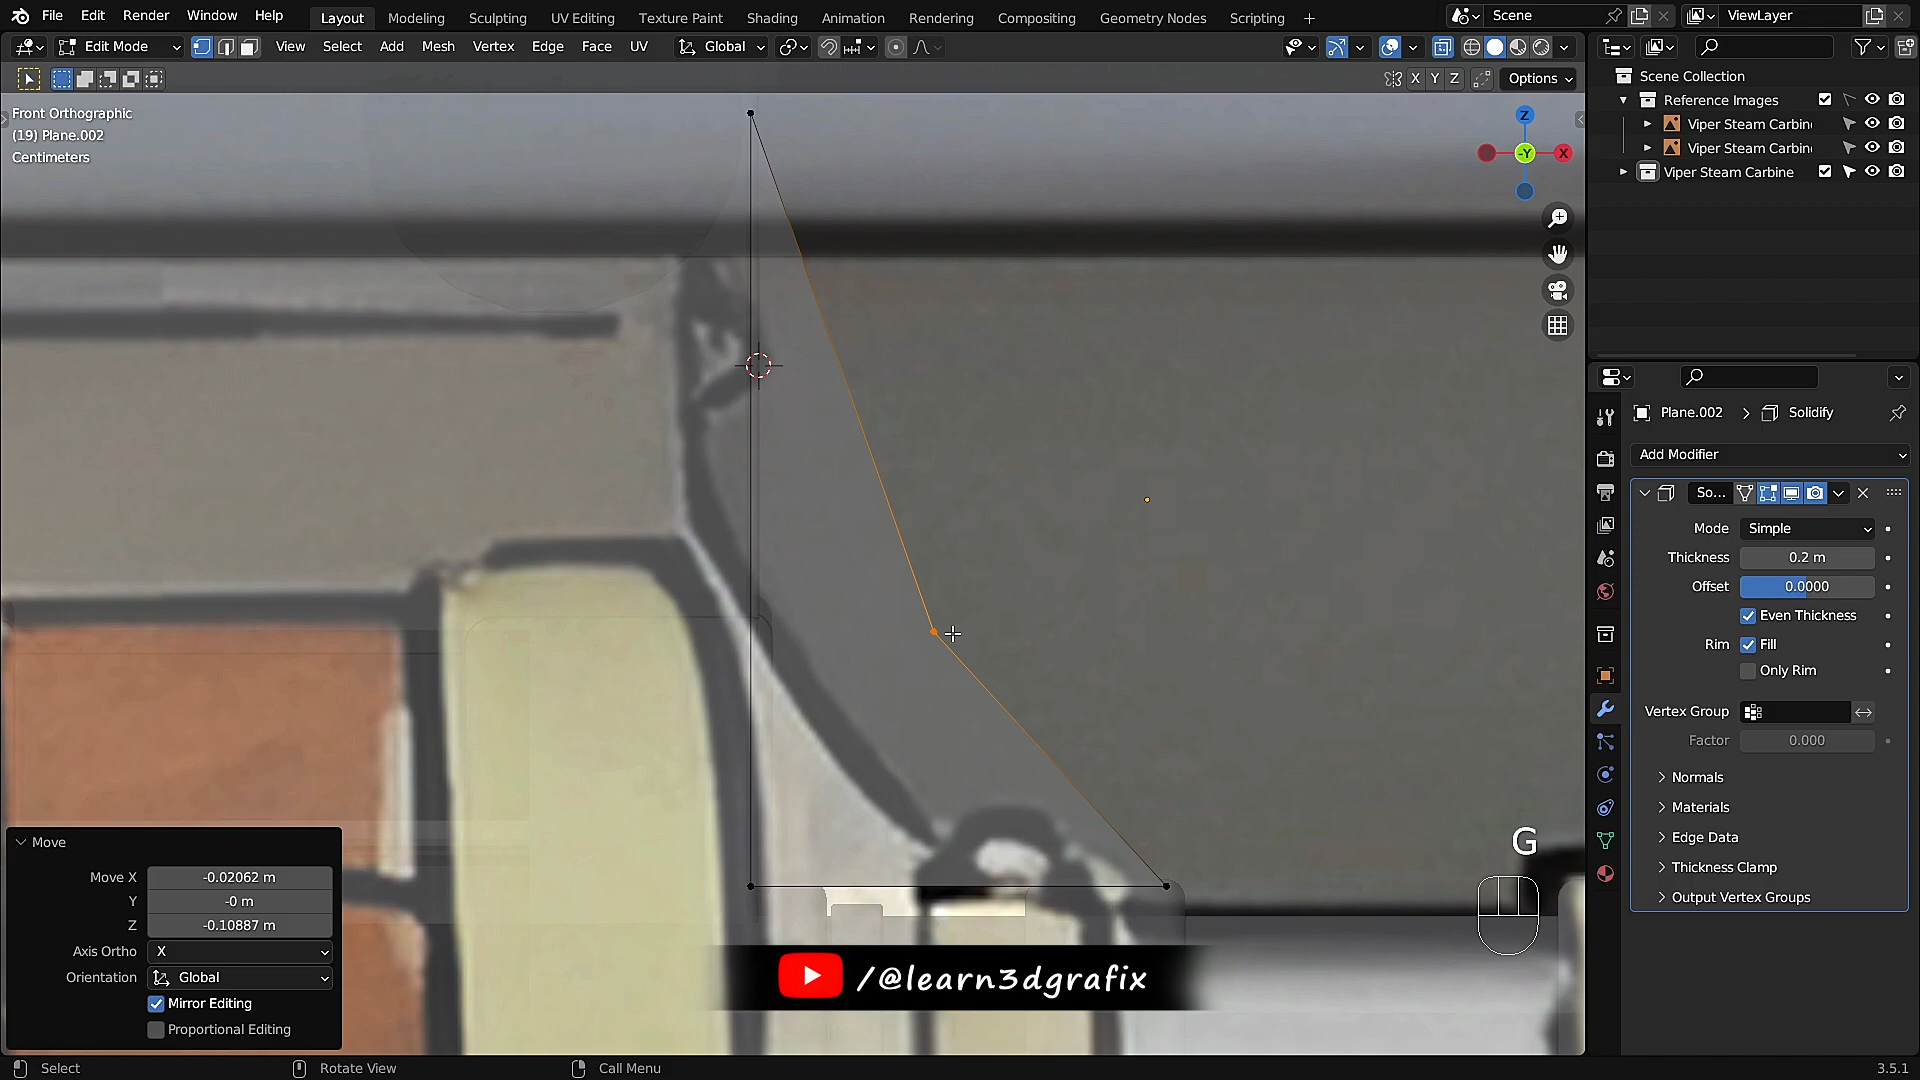 File Edit Render Window Help Layout Modeling Sculpting UV Editing Texture Paint Shading Animation Rendering Compositing Geometry Nodes Scripting + Scene ViewLayer
Edit Mode View Select Add Mesh Vertex Edge Face UV Global
X Y Z Options
Front Orthographic
(19) Plane.002
Centimeters
Z
-Y X
Scene Collection
Reference Images
Viper Steam Carbin
Viper Steam Carbin
Viper Steam Carbine
Plane.002 > Solidify
Add Modifier
So...
Mode Simple
Thickness 0.2 m
Offset 0.0000
Even Thickness
Rim Fill
Only Rim
Vertex Group
Factor 0.000
Normals
Materials
Edge Data
Thickness Clamp
Output Vertex Groups
G
Move
Move X -0.02062 m
Y -0 m
Z -0.10887 m
Axis Ortho X
Orientation Global
Mirror Editing
Proportional Editing
/@learn3dgrafix
Select Rotate View Call Menu 3.5.1